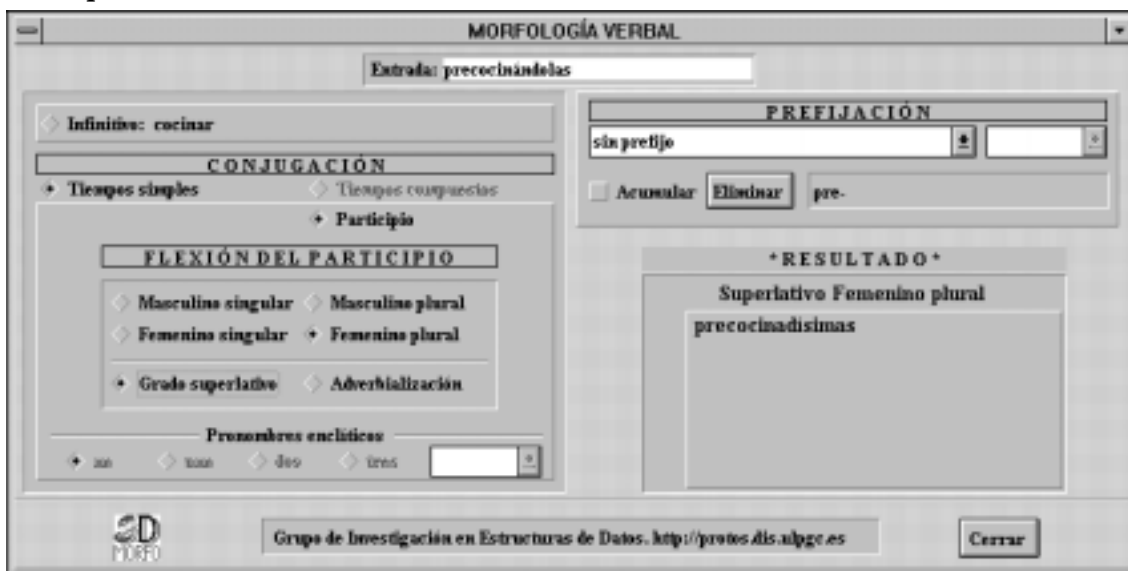 MORFOLOGÍA VERBAL
Entrada: precocinándolas
Infinitivo: cocinar
CONJUGACIÓN
Tiempos simples Tiempos compuestos
Participio
FLEXIÓN DEL PARTICIPIO
Masculino singular Masculino plural
Femenino singular Femenino plural
Grado superlativo Adverbialización
Pronombres enclíticos
sin uno dos tres
PREFIJACIÓN
sin prefijo
Acumular Eliminar pre-
*RESULTADO*
Superlativo Femenino plural
precocinadísimas
MORFO
Grupo de Investigación en Estructuras de Datos. http://protos.dis.ulpgc.es
Cerrar